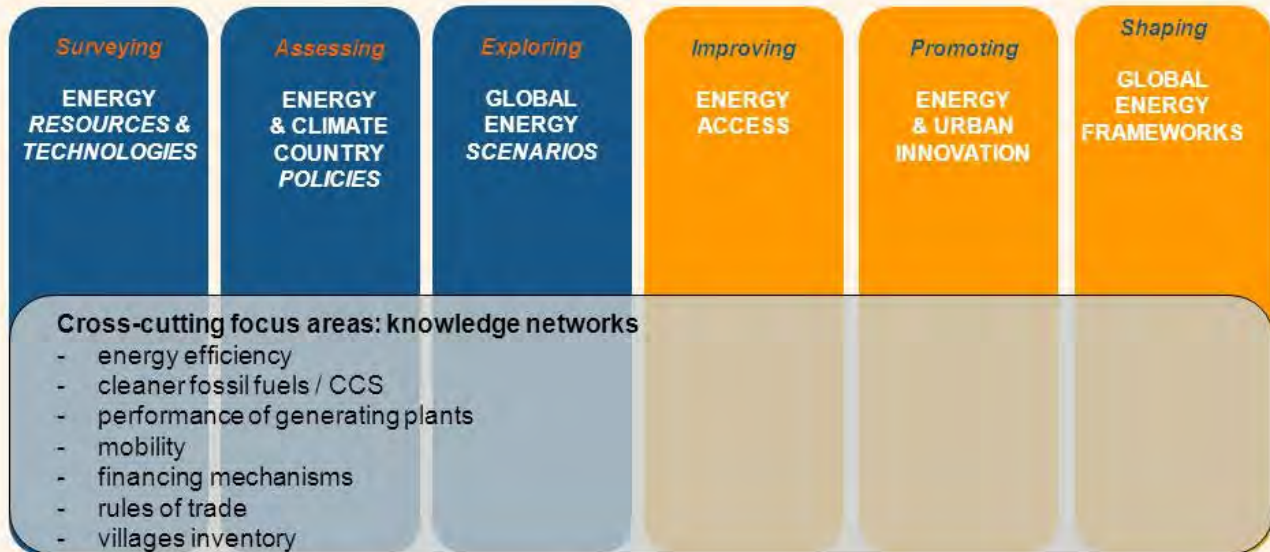 Surveying
ENERGY
RESOURCES &
TECHNOLOGIES
Assessing
ENERGY
& CLIMATE
COUNTRY
POLICIES
Exploring
GLOBAL
ENERGY
SCENARIOS
Improving
ENERGY
ACCESS
Promoting
ENERGY
& URBAN
INNOVATION
Shaping
GLOBAL
ENERGY
FRAMEWORKS
Cross-cutting focus areas: knowledge networks
- energy efficiency
- cleaner fossil fuels / CCS
- performance of generating plants
- mobility
- financing mechanisms
- rules of trade
- villages inventory